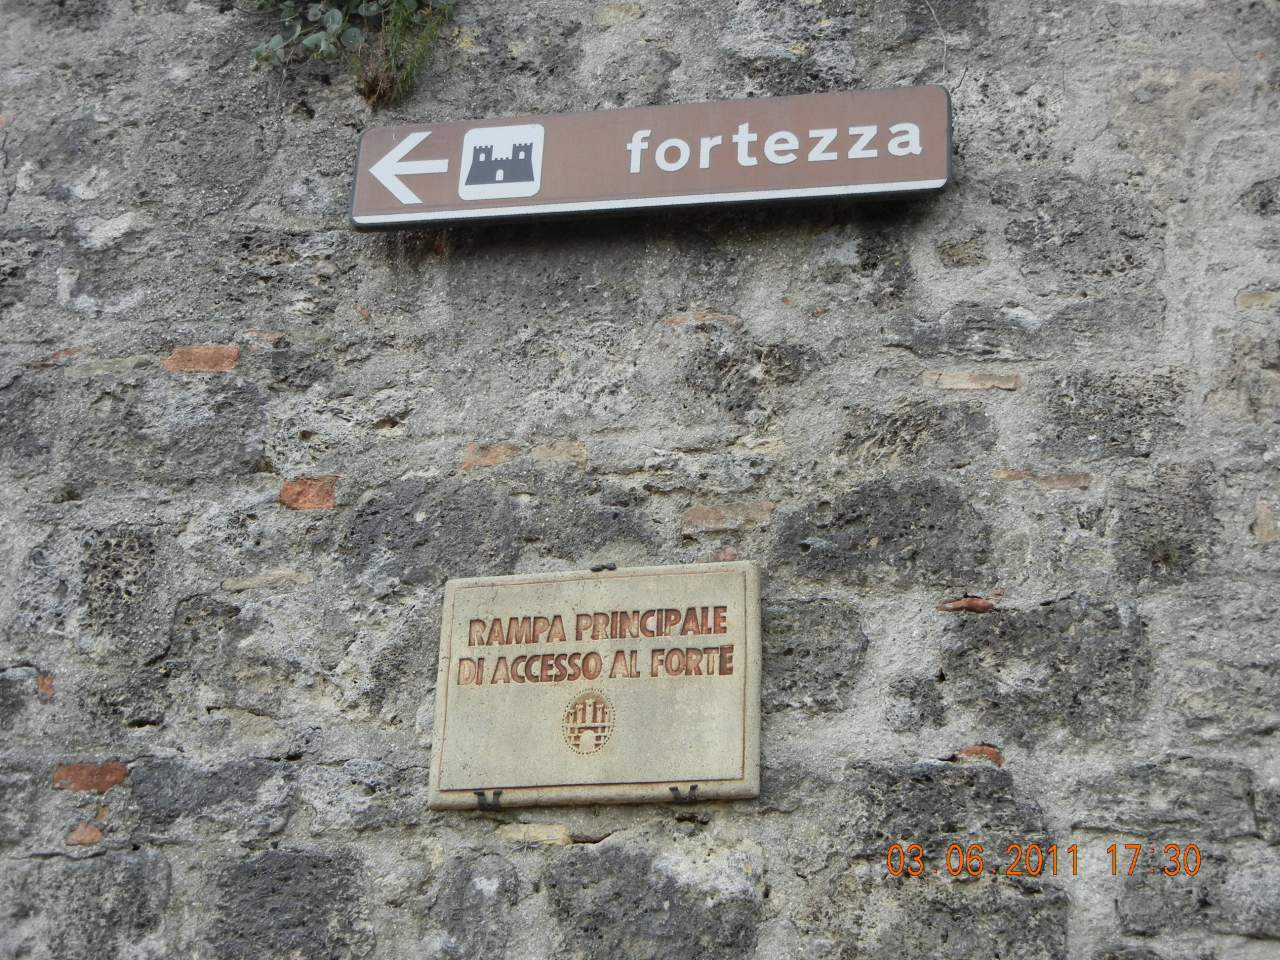 fortezza
RAMPA PRINCIPALE
DI ACCESSO AL FORTE
03.06.2011 17:30